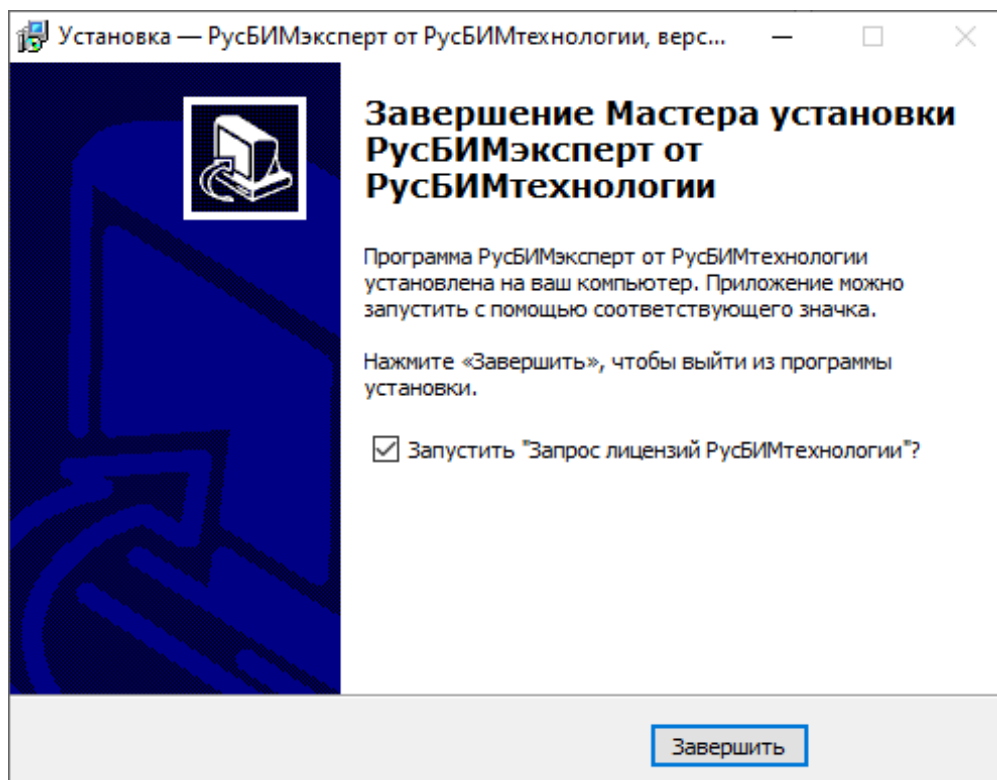 Установка — РусБИМэксперт от РусБИМтехнологии, верс...
Завершение Мастера установки
РусБИМэксперт от
РусБИМтехнологии
Программа РусБИМэксперт от РусБИМтехнологии
установлена на ваш компьютер. Приложение можно
запустить с помощью соответствующего значка.
Нажмите «Завершить», чтобы выйти из программы
установки.
Запустить "Запрос лицензий РусБИМтехнологии"?
Завершить